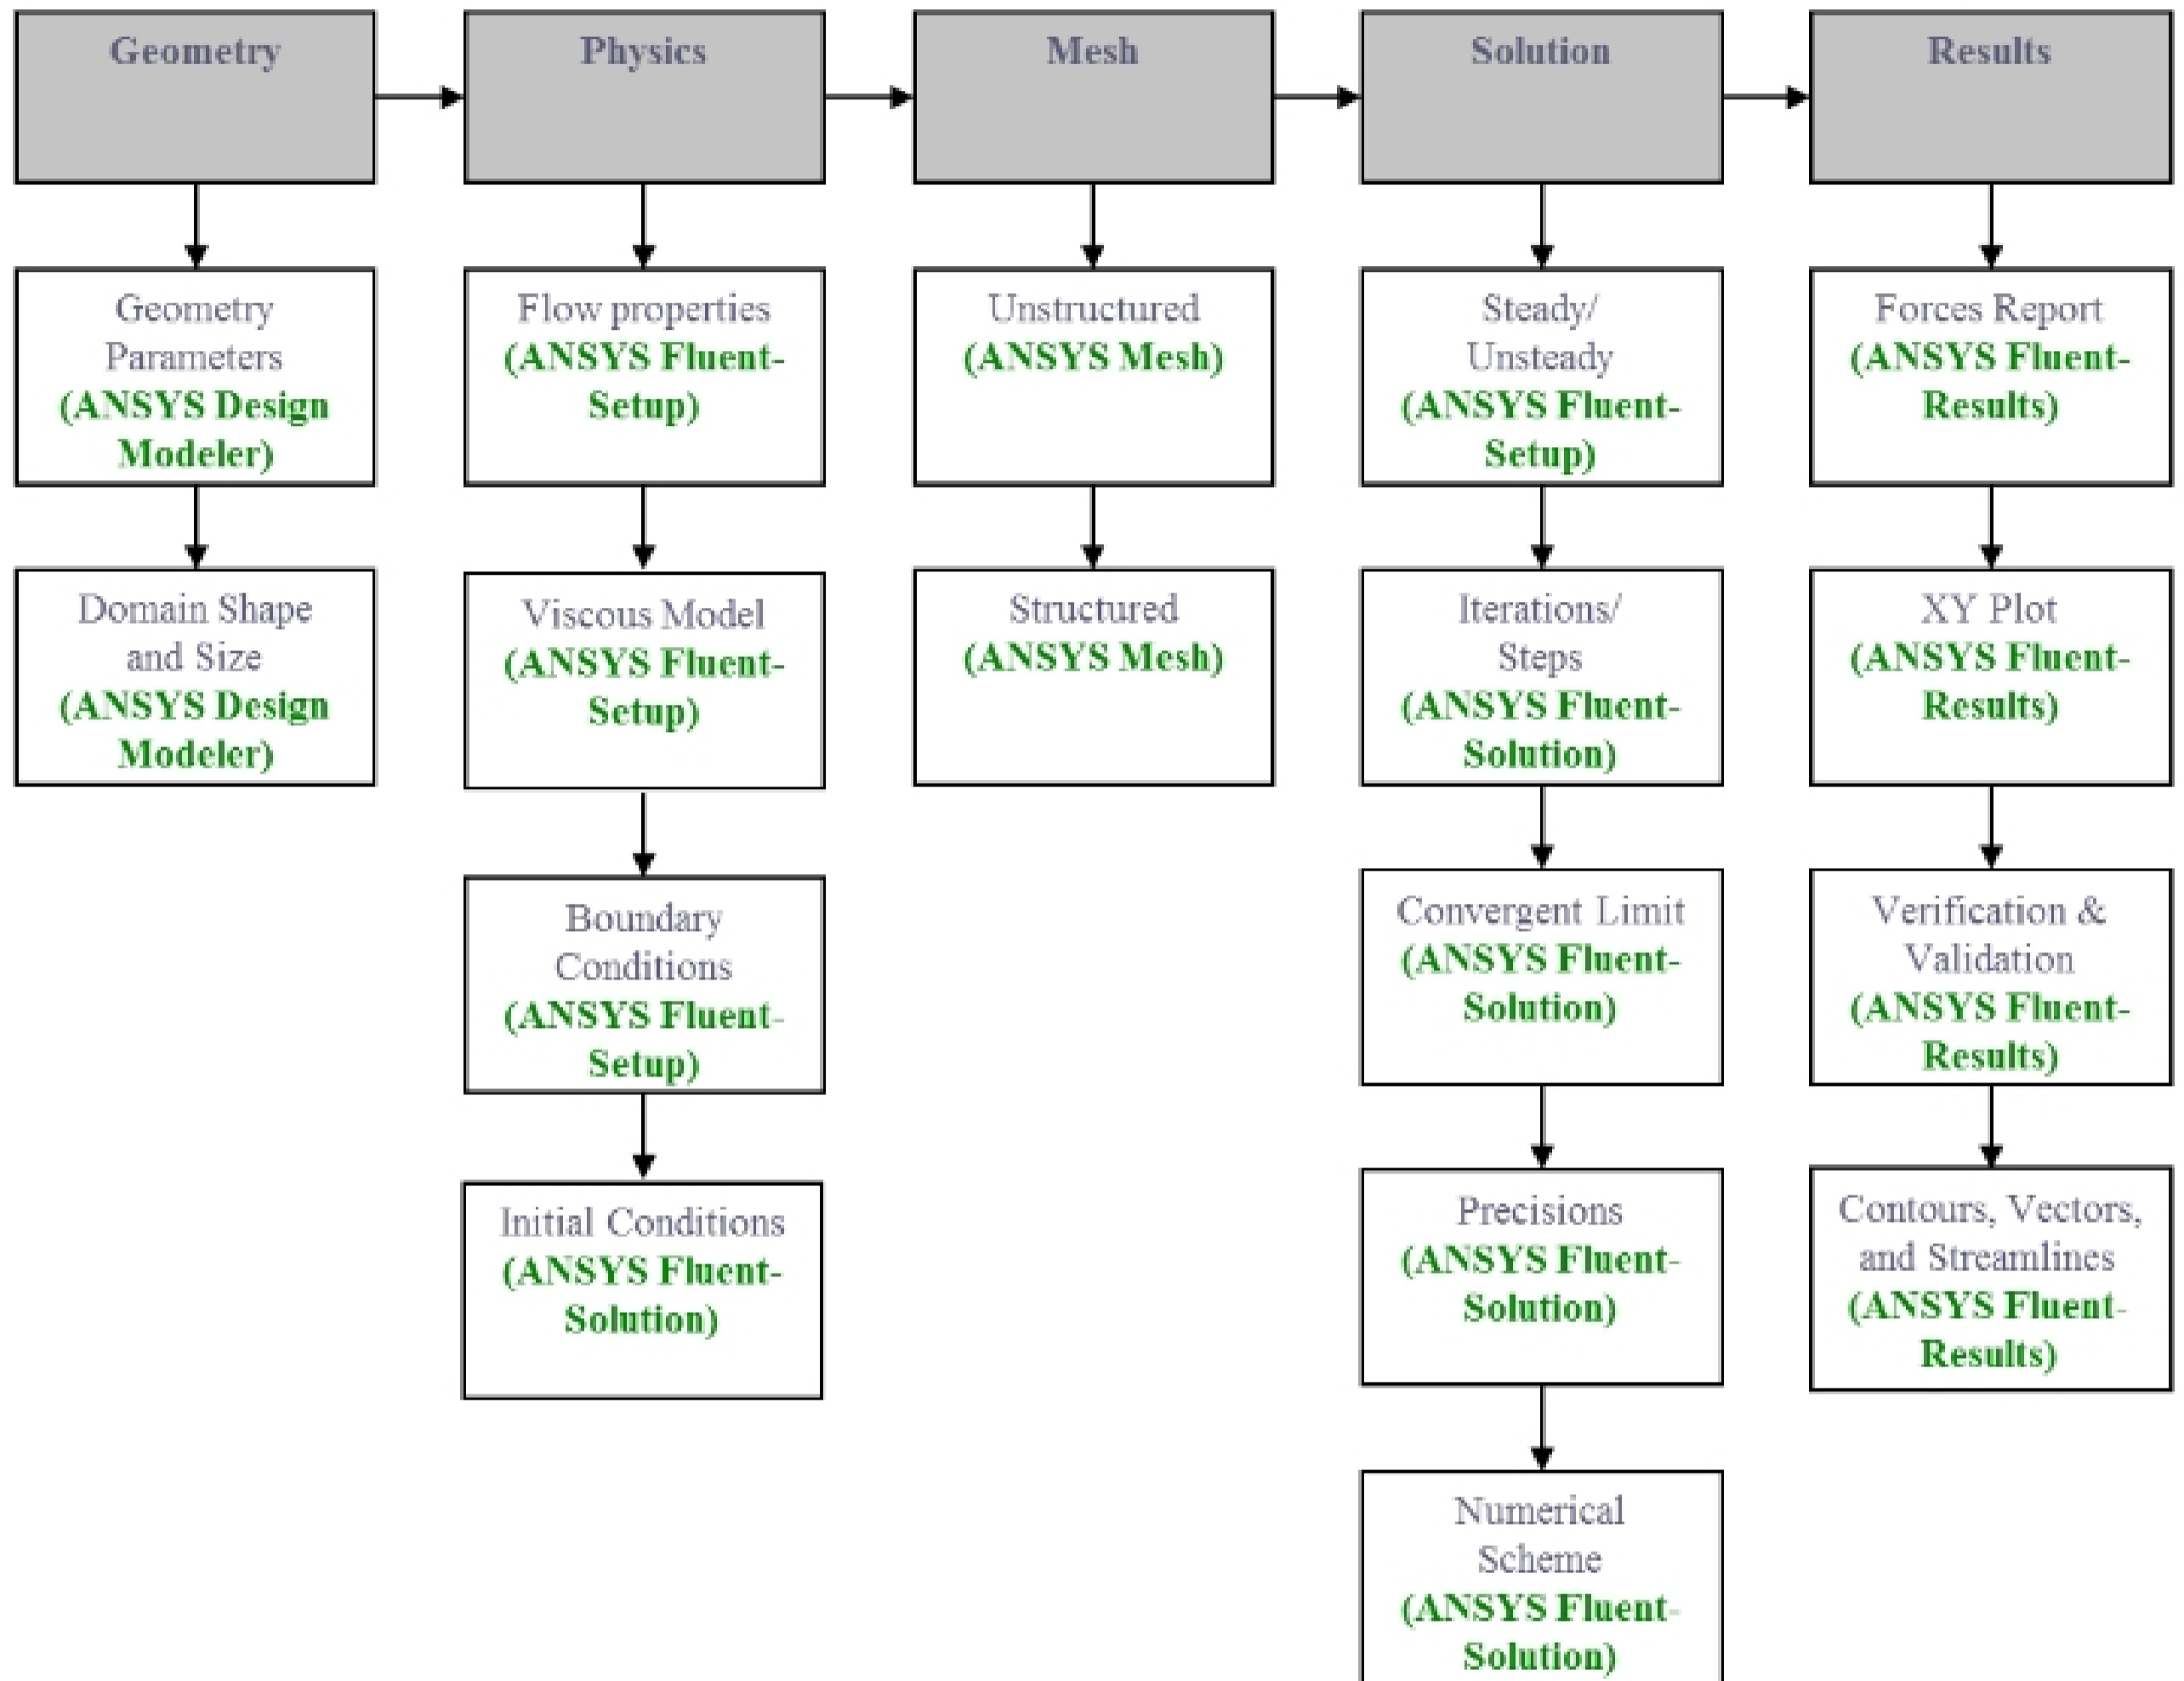 Geometry
Physics
Mesh
Solution
Results
Geometry
Parameters
(ANSYS Design
Modeler)
Flow properties
(ANSYS Fluent-
Setup)
Unstructured
(ANSYS Mesh)
Steady/
Unsteady
(ANSYS Fluent-
Setup)
Forces Report
(ANSYS Fluent-
Results)
Domain Shape
and Size
(ANSYS Design
Modeler)
Viscous Model
(ANSYS Fluent-
Setup)
Structured
(ANSYS Mesh)
Iterations/
Steps
(ANSYS Fluent-
Solution)
XY Plot
(ANSYS Fluent-
Results)
Boundary
Conditions
(ANSYS Fluent-
Setup)
Convergent Limit
(ANSYS Fluent-
Solution)
Verification &
Validation
(ANSYS Fluent-
Results)
Initial Conditions
(ANSYS Fluent-
Solution)
Precisions
(ANSYS Fluent-
Solution)
Contours, Vectors,
and Streamlines
(ANSYS Fluent-
Results)
Numerical
Scheme
(ANSYS Fluent-
Solution)